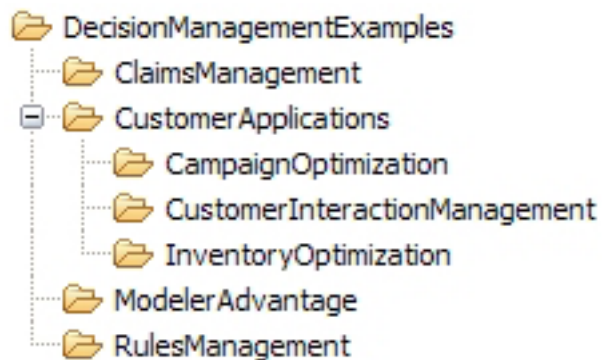 DecisionManagementExamples
ClaimsManagement
CustomerApplications
CampaignOptimization
CustomerInteractionManagement
InventoryOptimization
ModelerAdvantage
RulesManagement